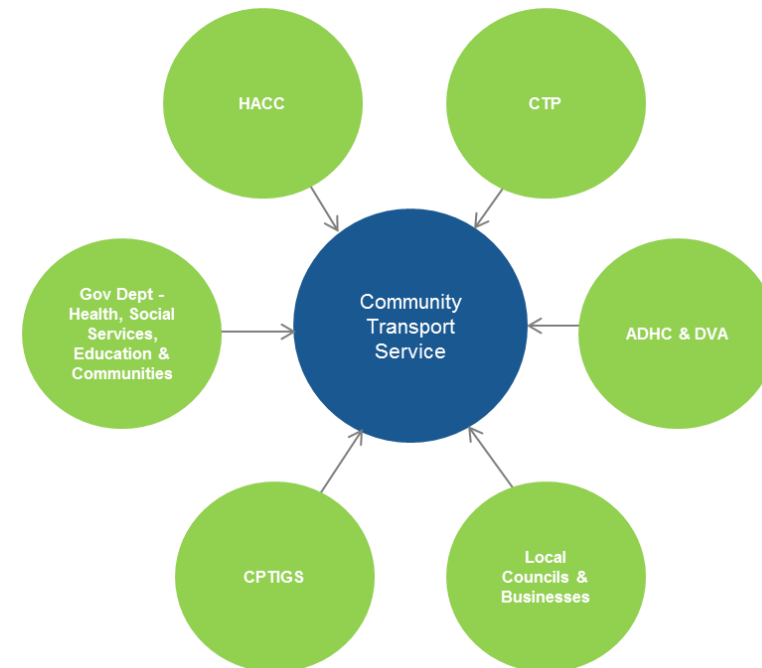 HACC
CTP
Gov Dept -
Health, Social
Services,
Education &
Communities
Community
Transport
Service
ADHC & DVA
CPTIGS
Local
Councils &
Businesses